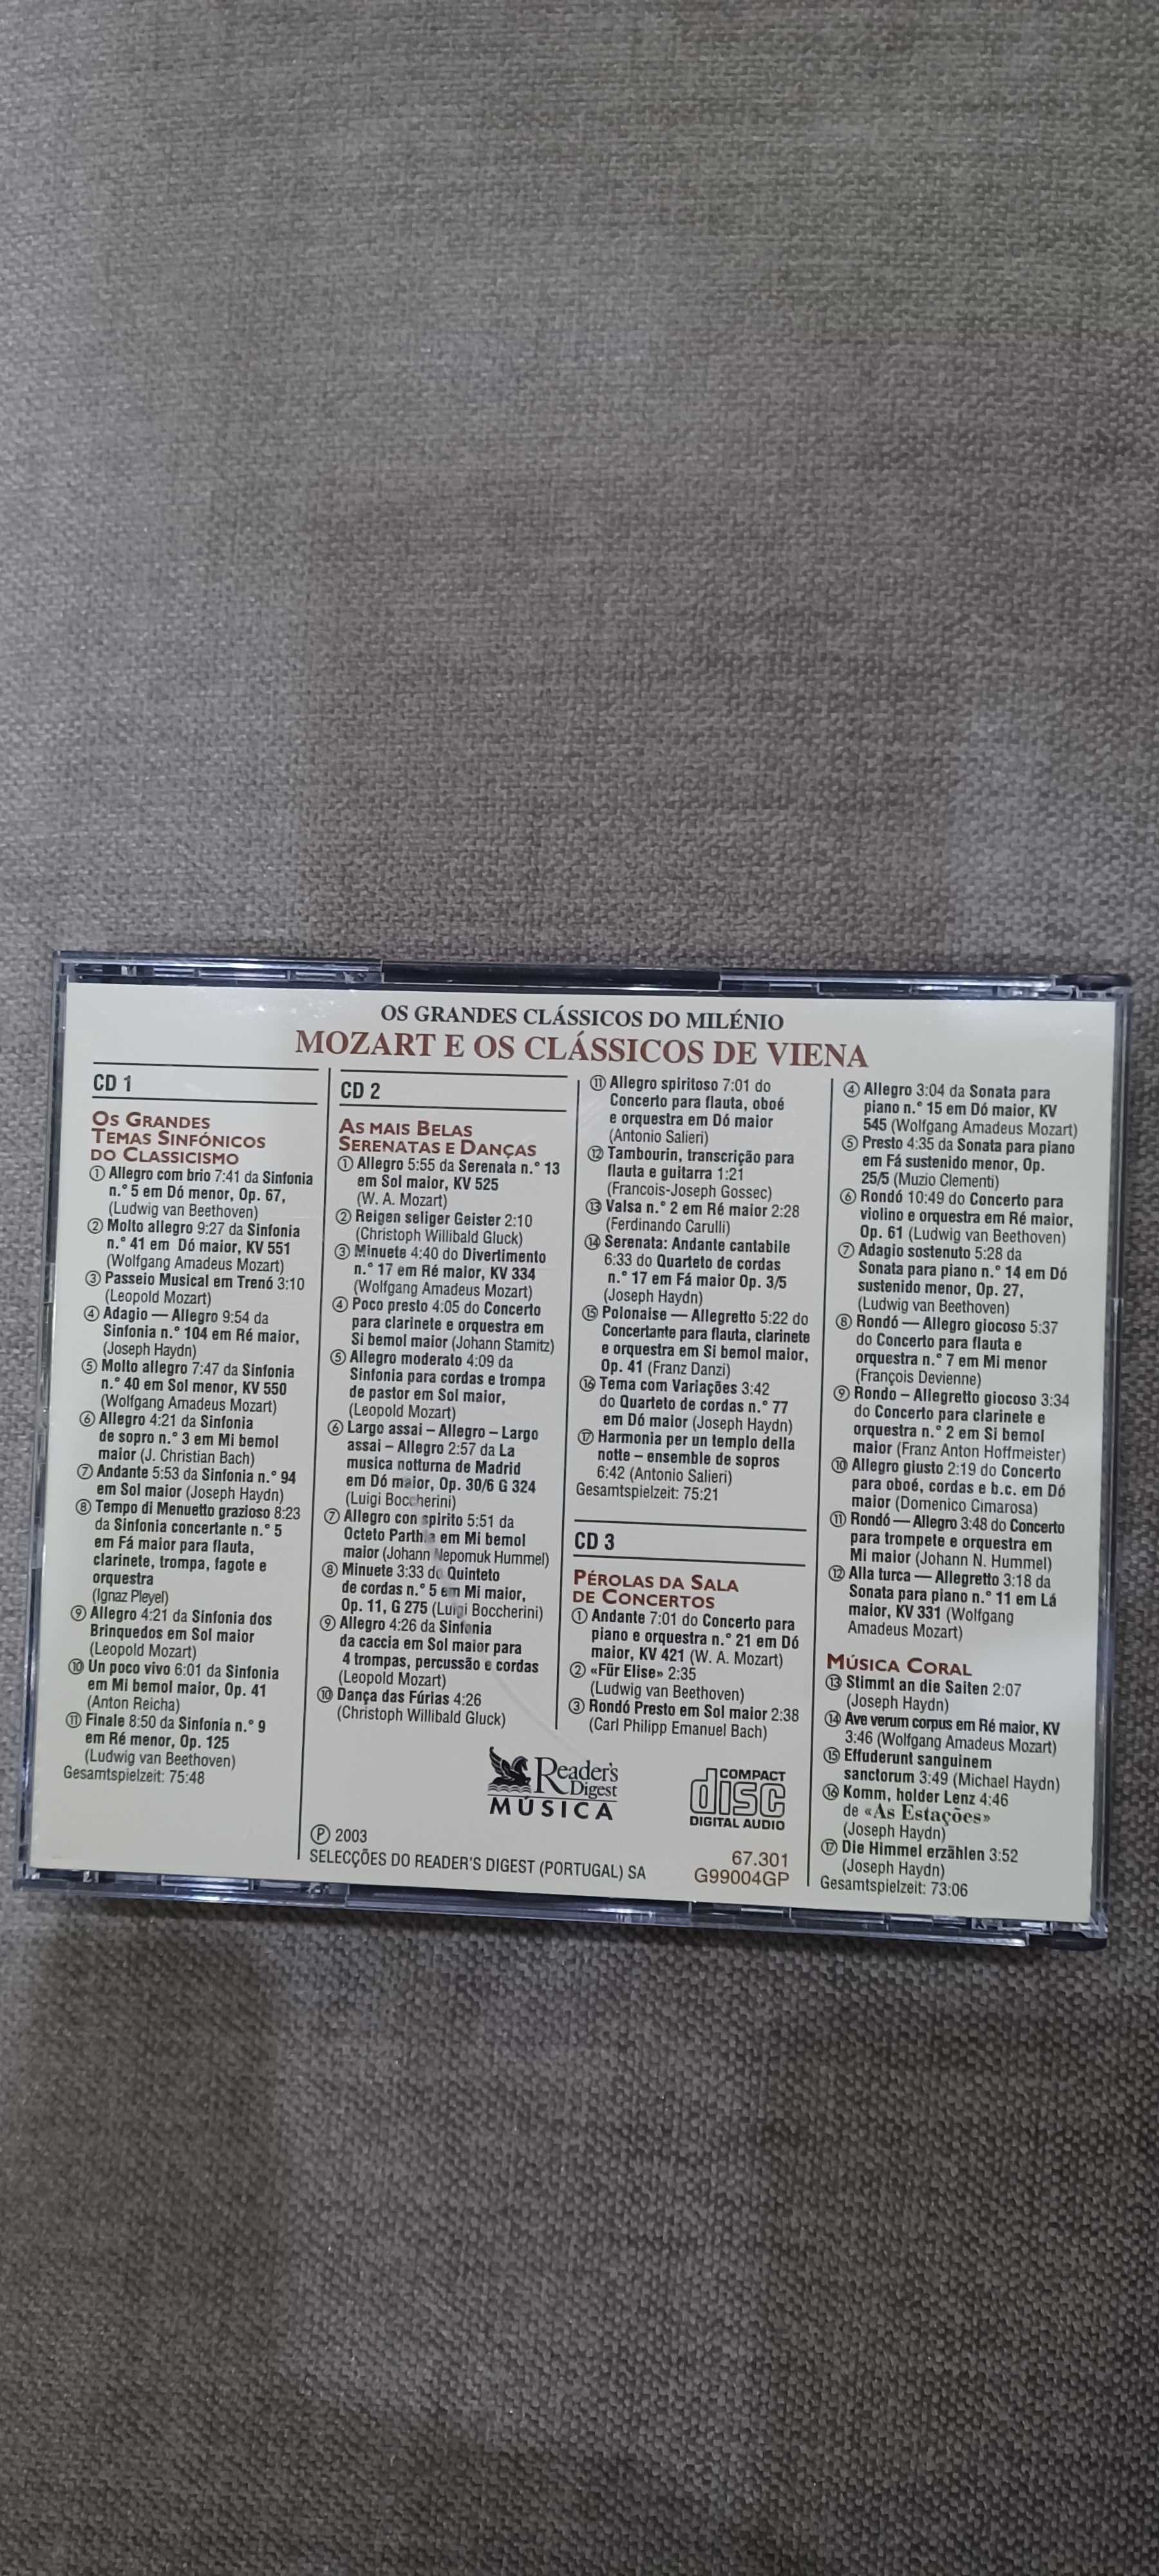 OS GRANDES CLÁSSICOS DO MILÉNIO
MOZART E OS CLÁSSICOS DE VIENA
CD 1
OS GRANDES
TEMAS SINFÓNICOS
DO CLASSICISMO
① Allegro com brio 7:41 da Sinfonia
n.° 5 em Dó menor, Op. 67,
(Ludwig van Beethoven)
② Molto allegro 9:27 da Sinfonia
n.° 41 em Dó maior, KV 551
(Wolfgang Amadeus Mozart)
③ Passeio Musical em Trenó 3:10
(Leopold Mozart)
④ Adagio — Allegro 9:54 da
Sinfonia n.° 104 em Ré maior,
(Joseph Haydn)
⑤ Molto allegro 7:47 da Sinfonia
n.° 40 em Sol menor, KV 550
(Wolfgang Amadeus Mozart)
⑥ Allegro 4:21 da Sinfonia
de sopro n.° 3 em Mi bemol
maior (J. Christian Bach)
⑦ Andante 5:53 da Sinfonia n.° 94
em Sol maior (Joseph Haydn)
⑧ Tempo di Menuetto grazioso 8:23
da Sinfonia concertante n.° 5
em Fá maior para flauta,
clarinete, trompa, fagote e
orquestra
(Ignaz Pleyel)
⑨ Allegro 4:21 da Sinfonia dos
Brinquedos em Sol maior
(Leopold Mozart)
⑩ Un poco vivo 6:01 da Sinfonia
em Mi bemol maior, Op. 41
(Anton Reicha)
⑪ Finale 8:50 da Sinfonia n.° 9
em Ré menor, Op. 125
(Ludwig van Beethoven)
Gesamtspielzeit: 75:48
CD 2
AS MAIS BELAS
SERENATAS E DANÇAS
① Allegro 5:55 da Serenata n.° 13
em Sol maior, KV 525
(W. A. Mozart)
② Reigen seliger Geister 2:10
(Christoph Willibald Gluck)
③ Minuete 4:40 do Divertimento
n.° 17 em Ré maior, KV 334
(Wolfgang Amadeus Mozart)
④ Poco presto 4:05 do Concerto
para clarinete e orquestra em
Si bemol maior (Johann Stamitz)
⑤ Allegro moderato 4:09 da
Sinfonia para cordas e trompa
de pastor em Sol maior,
(Leopold Mozart)
⑥ Largo assai – Allegro – Largo
assai – Allegro 2:57 da La
musica notturna de Madrid
em Dó maior, Op. 30/6 G 324
(Luigi Boccherini)
⑦ Allegro con spirito 5:51 da
Octeto Parthia em Mi bemol
maior (Johann Nepomuk Hummel)
⑧ Minuete 3:33 do Quinteto
de cordas n.° 5 em Mi maior,
Op. 11, G 275 (Luigi Boccherini)
⑨ Allegro 4:26 da Sinfonia
da caccia em Sol maior para
4 trompas, percussão e cordas
(Leopold Mozart)
⑩ Dança das Fúrias 4:26
(Christoph Willibald Gluck)
⑪ Allegro spiritoso 7:01 do
Concerto para flauta, oboé
e orquestra em Dó maior
(Antonio Salieri)
⑫ Tambourin, transcrição para
flauta e guitarra 1:21
(Francois-Joseph Gossec)
⑬ Valsa n.° 2 em Ré maior 2:28
(Ferdinando Carulli)
⑭ Serenata: Andante cantabile
6:33 do Quarteto de cordas
n.° 17 em Fá maior Op. 3/5
(Joseph Haydn)
⑮ Polonaise — Allegretto 5:22 do
Concertante para flauta, clarinete
e orquestra em Si bemol maior,
Op. 41 (Franz Danzi)
⑯ Tema com Variações 3:42
do Quarteto de cordas n.° 77
em Dó maior (Joseph Haydn)
⑰ Harmonia per un templo della
notte – ensemble de sopros
6:42 (Antonio Salieri)
Gesamtspielzeit: 75:21
CD 3
PÉROLAS DA SALA
DE CONCERTOS
① Andante 7:01 do Concerto para
piano e orquestra n.° 21 em Dó
maior, KV 421 (W. A. Mozart)
② «Für Elise» 2:35
(Ludwig van Beethoven)
③ Rondó Presto em Sol maior 2:38
(Carl Philipp Emanuel Bach)
④ Allegro 3:04 da Sonata para
piano n.° 15 em Dó maior, KV
545 (Wolfgang Amadeus Mozart)
⑤ Presto 4:35 da Sonata para piano
em Fá sustenido menor, Op.
25/5 (Muzio Clementi)
⑥ Rondó 10:49 do Concerto para
violino e orquestra em Ré maior,
Op. 61 (Ludwig van Beethoven)
⑦ Adagio sostenuto 5:28 da
Sonata para piano n.° 14 em Dó
sustenido menor, Op. 27,
(Ludwig van Beethoven)
⑧ Rondó — Allegro giocoso 5:37
do Concerto para flauta e
orquestra n.° 7 em Mi menor
(François Devienne)
⑨ Rondo – Allegretto giocoso 3:34
do Concerto para clarinete e
orquestra n.° 2 em Si bemol
maior (Franz Anton Hoffmeister)
⑩ Allegro giusto 2:19 do Concerto
para oboé, cordas e b.c. em Dó
maior (Domenico Cimarosa)
⑪ Rondó — Allegro 3:48 do Concerto
para trompete e orquestra em
Mi maior (Johann N. Hummel)
⑫ Alla turca — Allegretto 3:18 da
Sonata para piano n.° 11 em Lá
maior, KV 331 (Wolfgang
Amadeus Mozart)
MÚSICA CORAL
⑬ Stimmt an die Saiten 2:07
(Joseph Haydn)
⑭ Ave verum corpus em Ré maior, KV
3:46 (Wolfgang Amadeus Mozart)
⑮ Effuderunt sanguinem
sanctorum 3:49 (Michael Haydn)
⑯ Komm, holder Lenz 4:46
de «As Estações»
(Joseph Haydn)
⑰ Die Himmel erzählen 3:52
(Joseph Haydn)
Gesamtspielzeit: 73:06
Reader's
Digest
MÚSICA
COMPACT
disc
DIGITAL AUDIO
Ⓟ 2003
SELECÇÕES DO READER'S DIGEST (PORTUGAL) SA
67.301
G99004GP